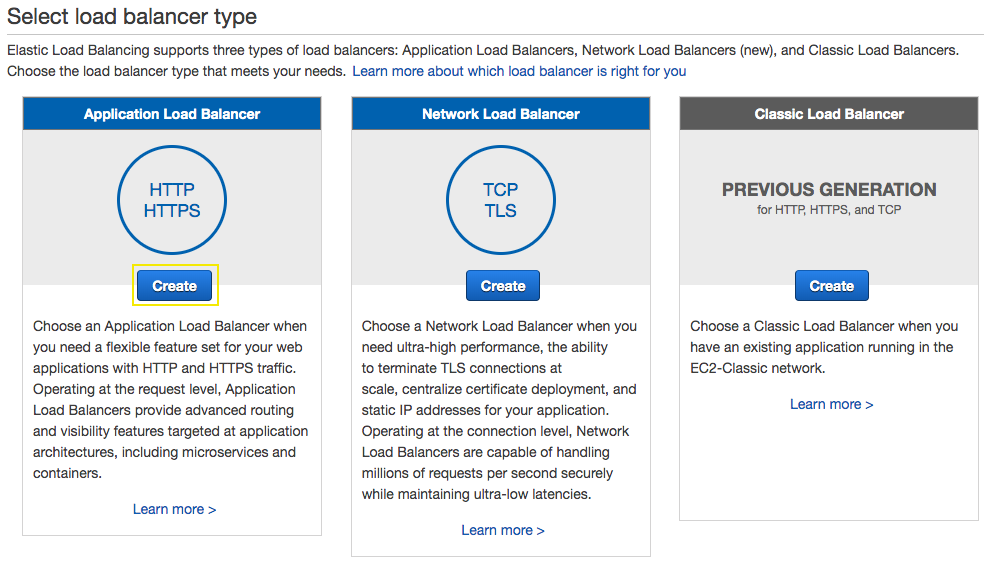 Select load balancer type
Elastic Load Balancing supports three types of load balancers: Application Load Balancers, Network Load Balancers (new), and Classic Load Balancers.
Choose the load balancer type that meets your needs. Learn more about which load balancer is right for you
Application Load Balancer
HTTP
HTTPS
Create
Choose an Application Load Balancer when
you need a flexible feature set for your web
applications with HTTP and HTTPS traffic.
Operating at the request level, Application
Load Balancers provide advanced routing
and visibility features targeted at application
architectures, including microservices and
containers.
Learn more >
Network Load Balancer
TCP
TLS
Create
Choose a Network Load Balancer when you
need ultra-high performance, the ability
to terminate TLS connections at
scale, centralize certificate deployment, and
static IP addresses for your application.
Operating at the connection level, Network
Load Balancers are capable of handling
millions of requests per second securely
while maintaining ultra-low latencies.
Learn more >
Classic Load Balancer
PREVIOUS GENERATION
for HTTP, HTTPS, and TCP
Create
Choose a Classic Load Balancer when you
have an existing application running in the
EC2-Classic network.
Learn more >